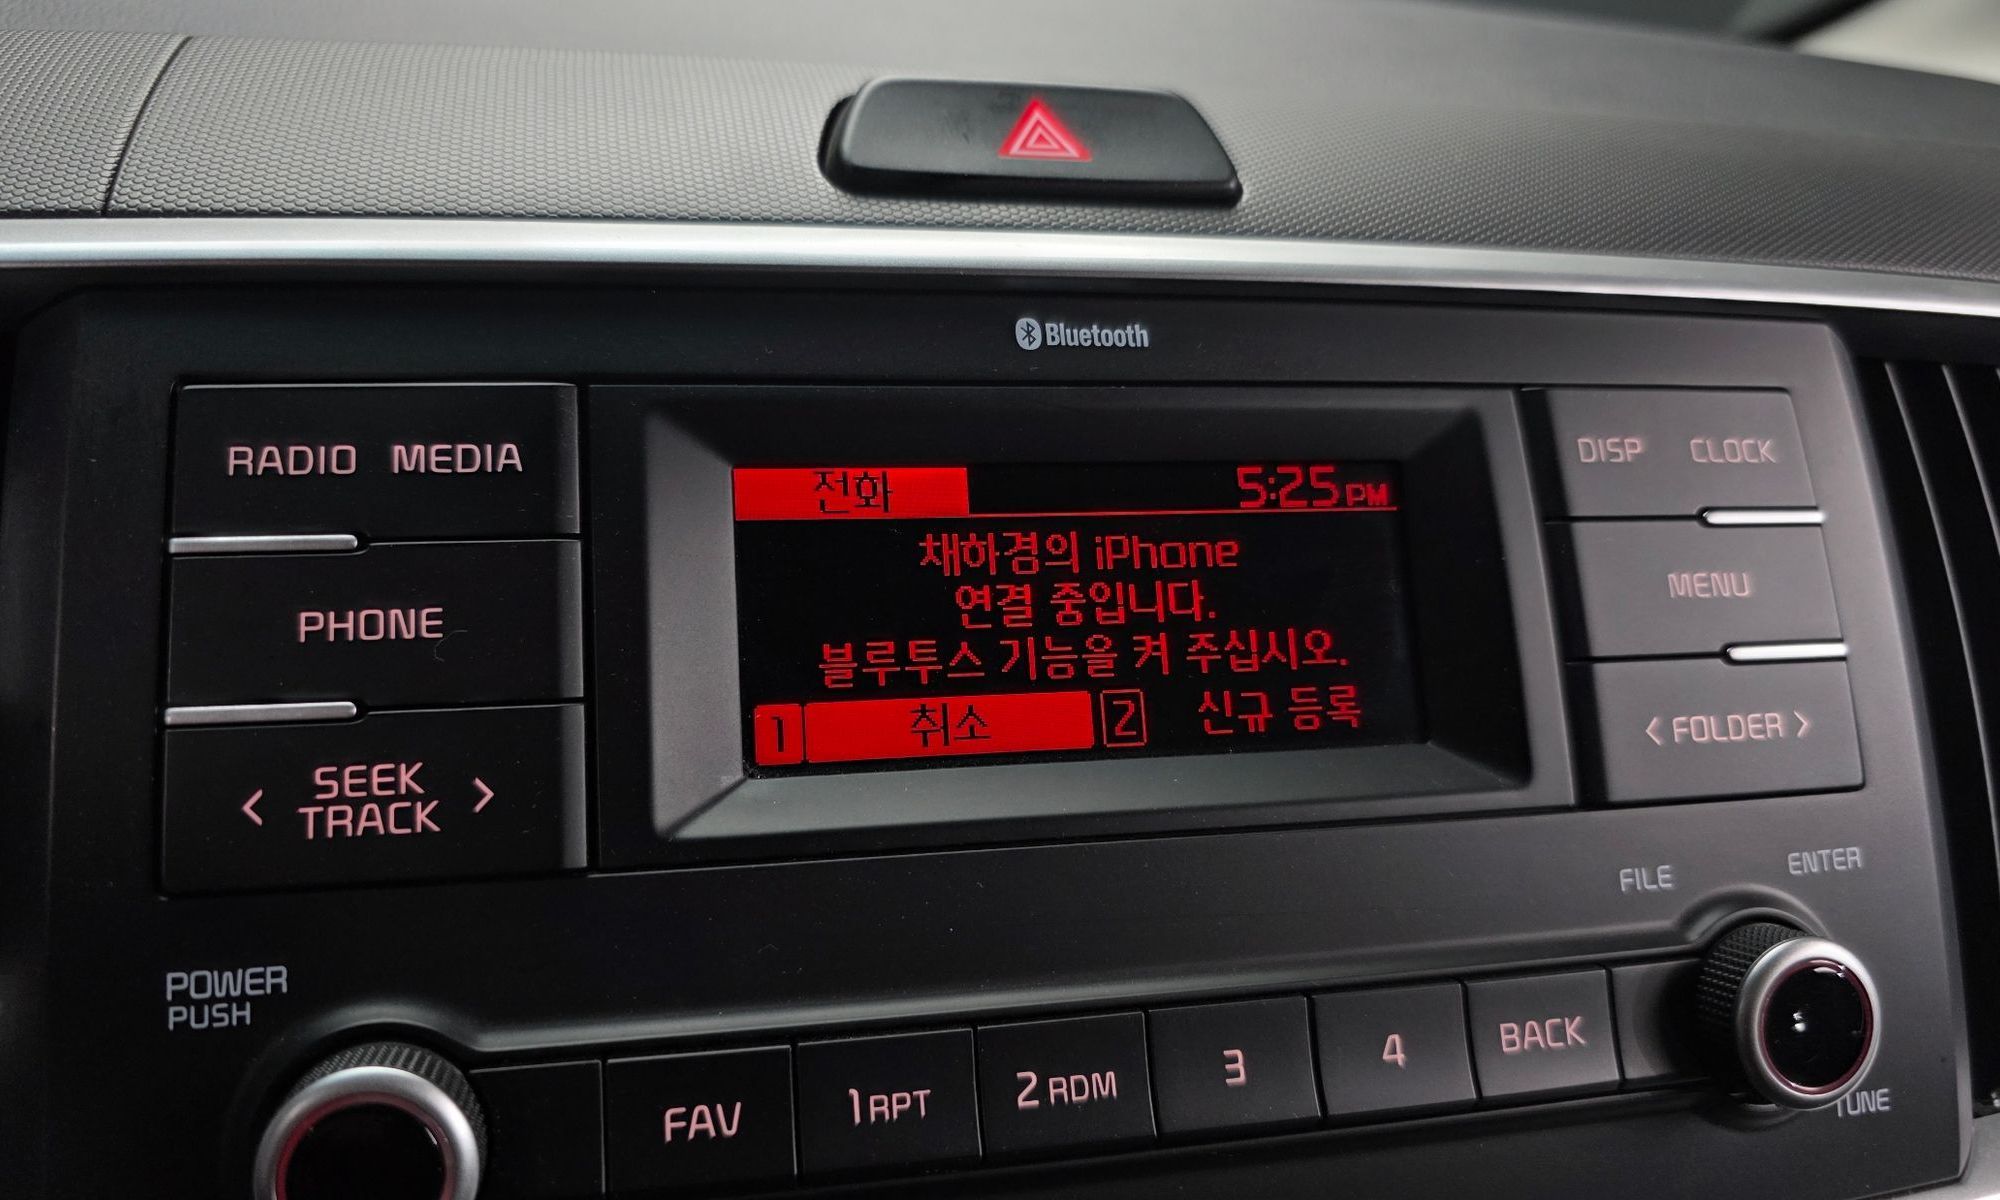 Bluetooth
RADIO MEDIA
PHONE
< SEEK TRACK >
전화 5:25 PM
채하경의 iPhone
연결 중입니다.
블루투스 기능을 켜 주십시오.
1 취소 2 신규 등록
DISP CLOCK
MENU
< FOLDER >
FILE
ENTER
POWER
PUSH
FAV
1 RPT
2 RDM
3
4
BACK
TUNE